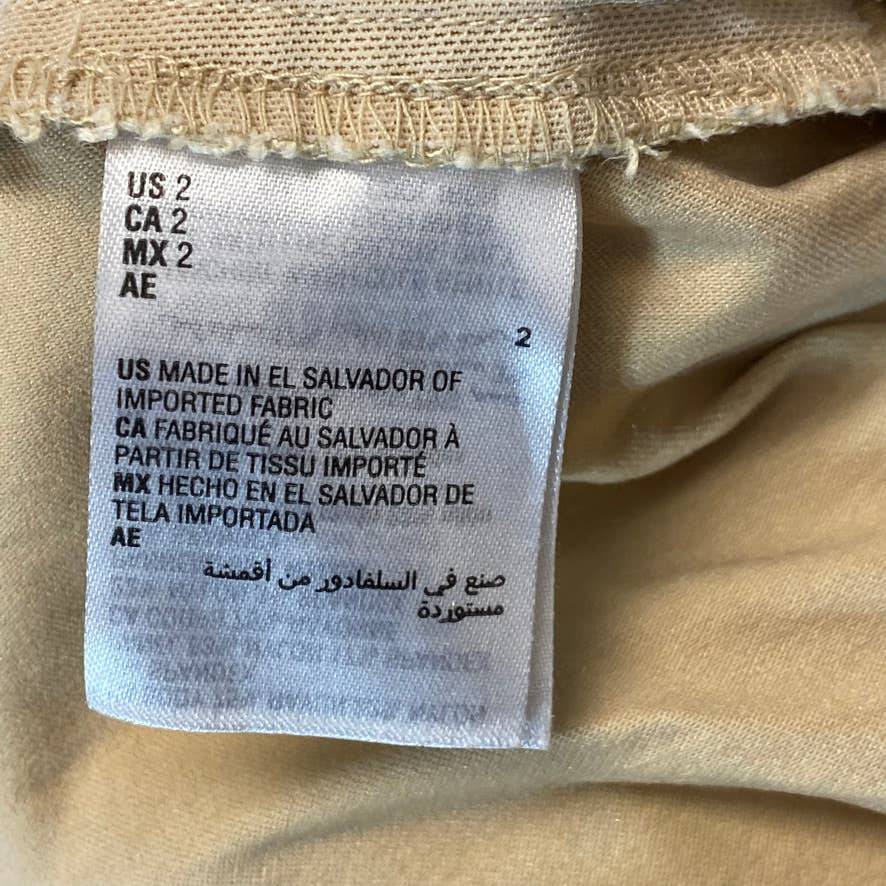 US 2
CA 2
MX 2
AE
2
US MADE IN EL SALVADOR OF
IMPORTED FABRIC
CA FABRIQUÉ AU SALVADOR À
PARTIR DE TISSU IMPORTÉ
MX HECHO EN EL SALVADOR DE
TELA IMPORTADA
AE
صنع في السلفادور من أقمشة
مستوردة